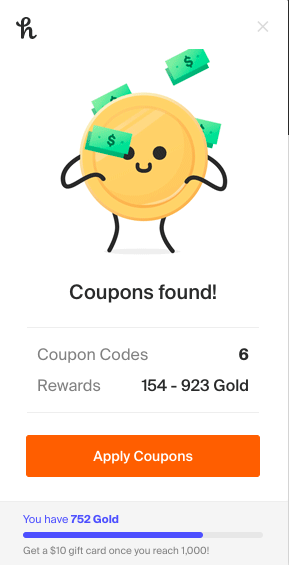 h
$
$
$
$
Coupons found!
Coupon Codes 6
Rewards 154 - 923 Gold
Apply Coupons
You have 752 Gold
Get a $10 gift card once you reach 1,000!